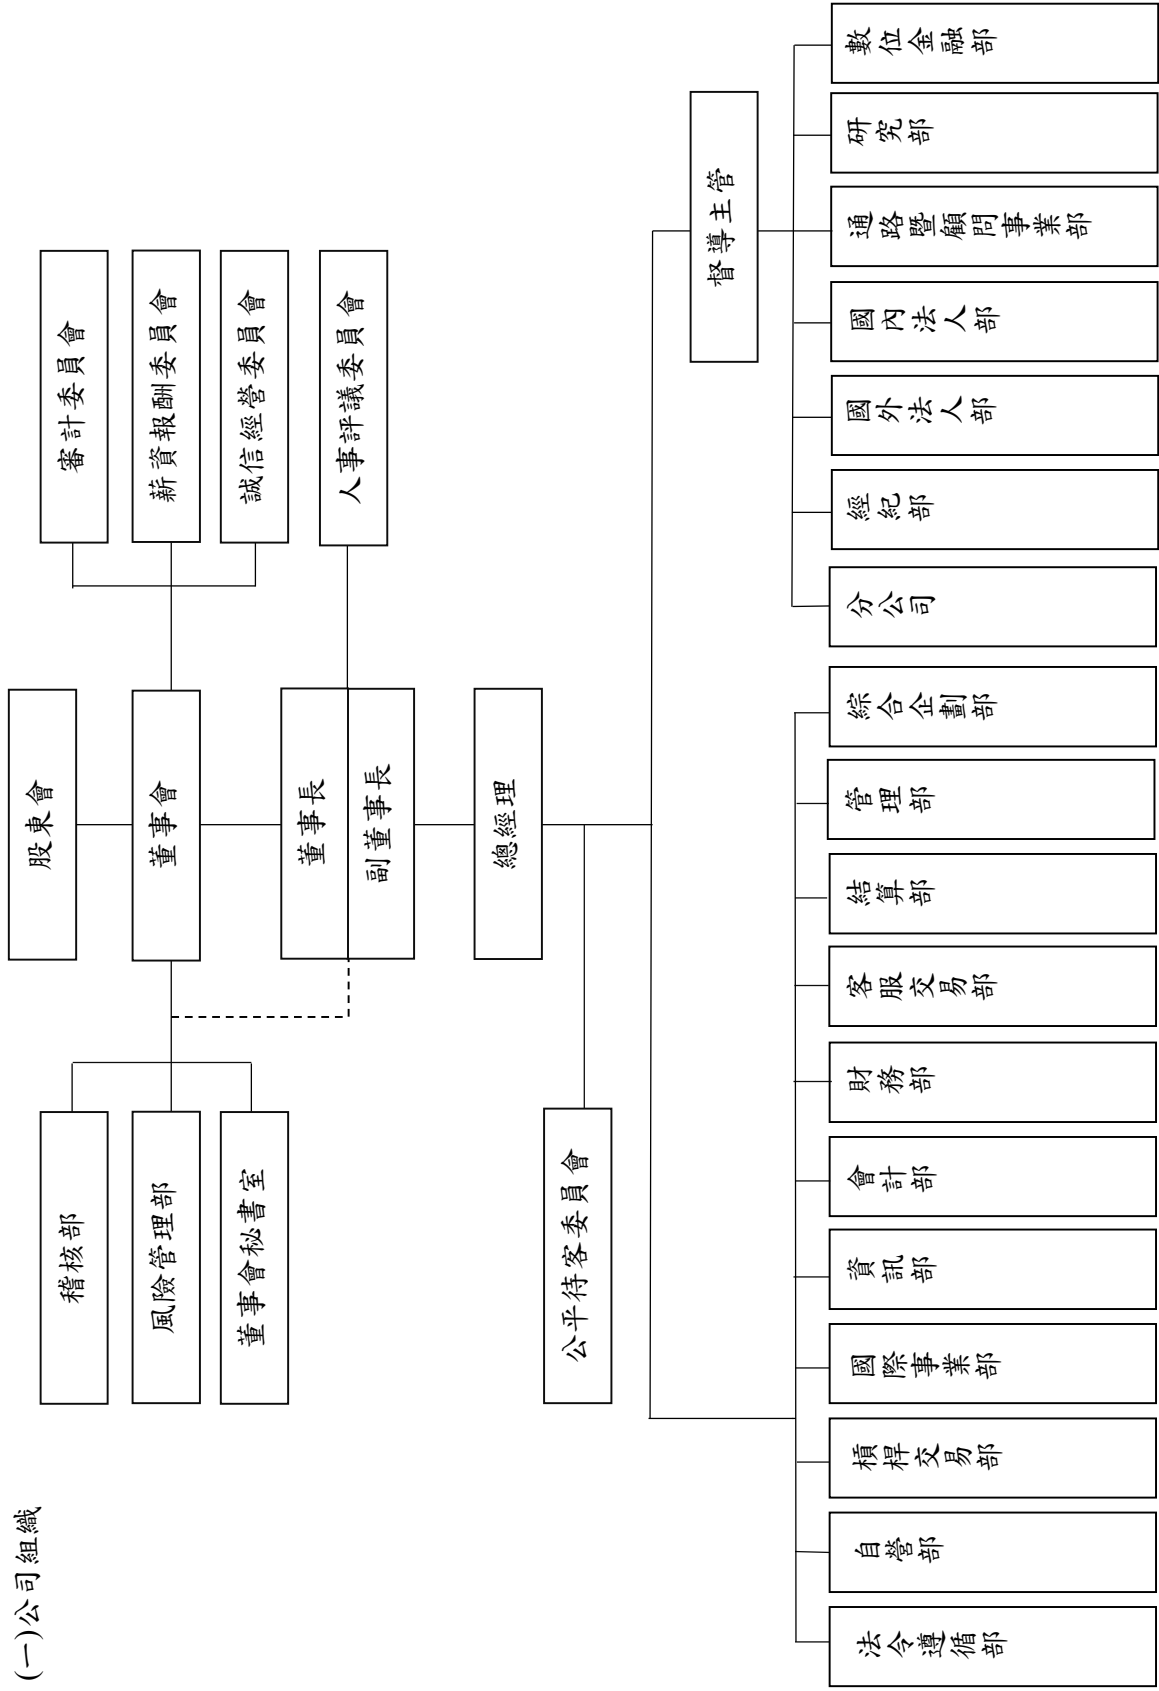 (一)公司組織
股東會
董事會
董事長
副董事長
總經理
稽核部
風險管理部
董事會秘書室
審計委員會
薪資報酬委員會
誠信經營委員會
人事評議委員會
公平待客委員會
督導主管
法令遵循部
自營部
槓桿交易部
國際事業部
資訊部
會計部
財務部
客服交易部
結算部
管理部
綜合企劃部
分公司
經紀部
國外法人部
國內法人部
通路暨顧問事業部
研究部
數位金融部